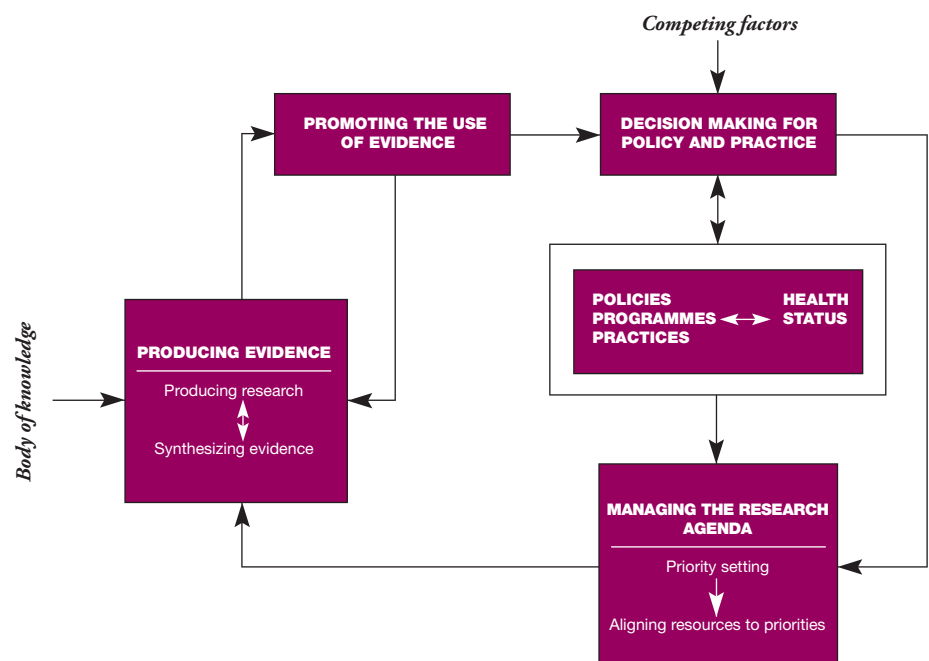 Competing factors
PROMOTING THE USE
OF EVIDENCE
DECISION MAKING FOR
POLICY AND PRACTICE
POLICIES
PROGRAMMES
PRACTICES
HEALTH
STATUS
Body of knowledge
PRODUCING EVIDENCE
Producing research
Synthesizing evidence
MANAGING THE RESEARCH
AGENDA
Priority setting
Aligning resources to priorities